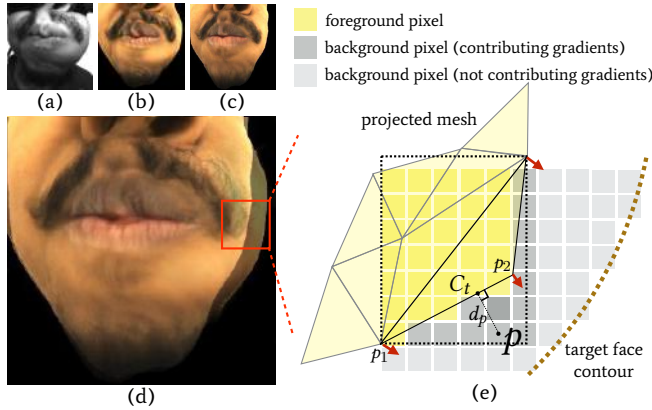 foreground pixel
background pixel (contributing gradients)
background pixel (not contributing gradients)
(a)
(b)
(c)
projected mesh
p2
Ct
dp
p
p1
target face
contour
(d)
(e)